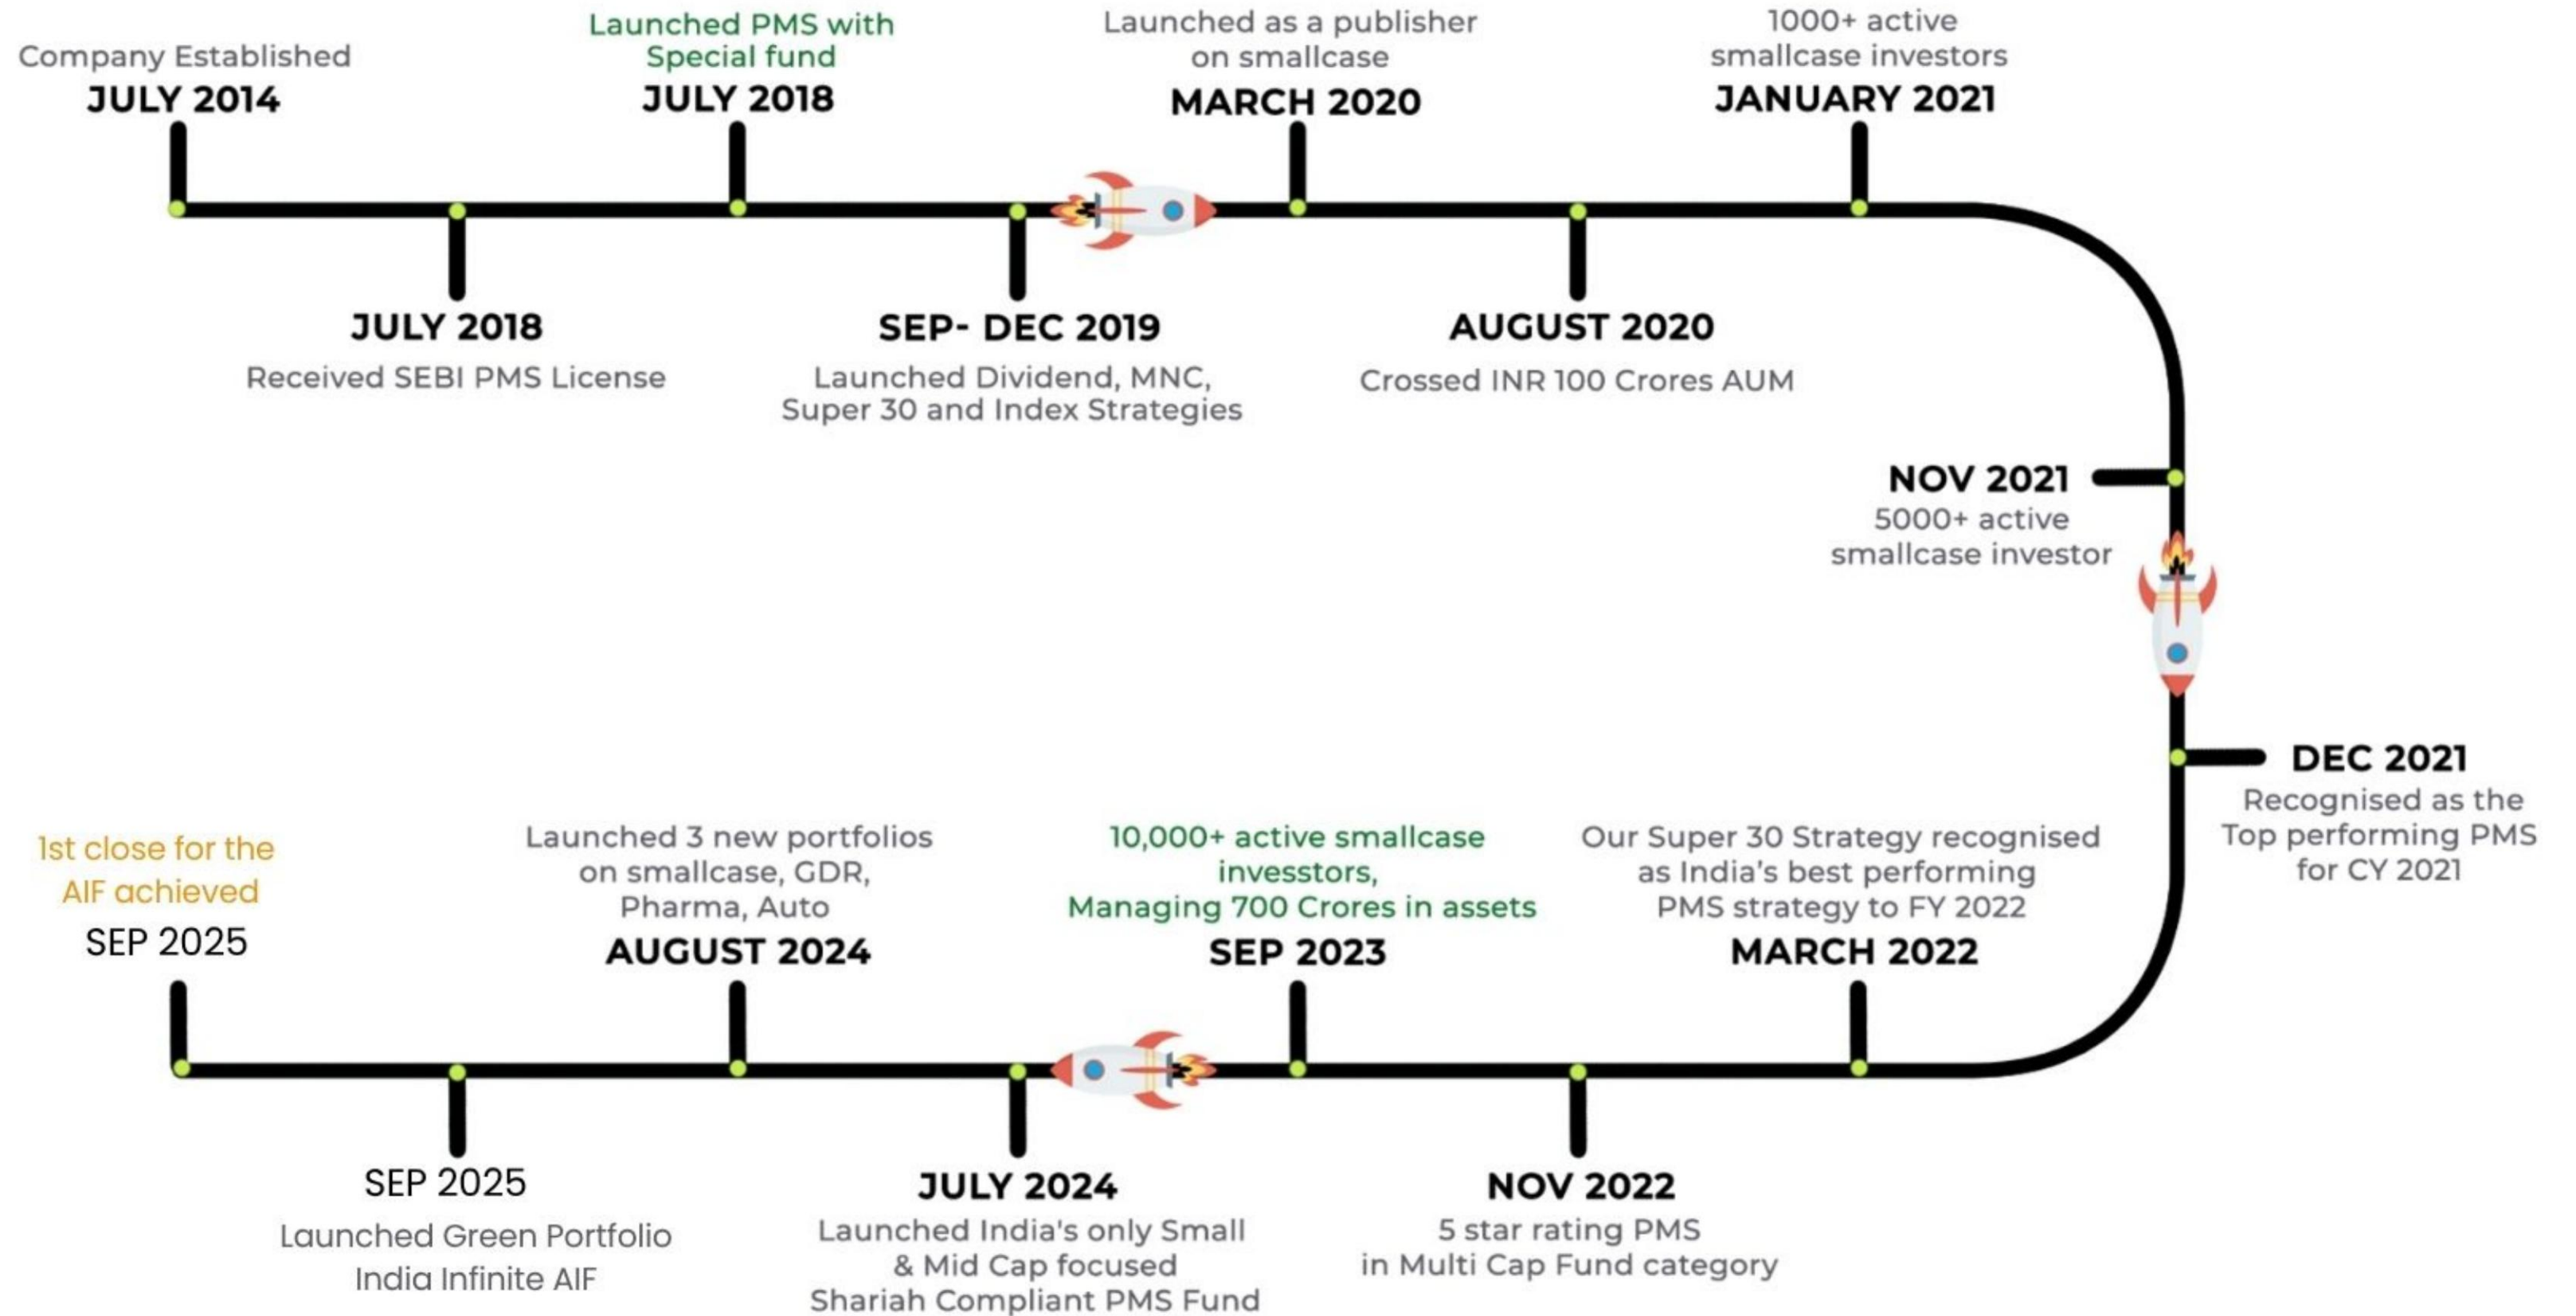 Company Established
JULY 2014
JULY 2018
Received SEBI PMS License
Launched PMS with
Special fund
JULY 2018
SEP- DEC 2019
Launched Dividend, MNC,
Super 30 and Index Strategies
Launched as a publisher
on smallcase
MARCH 2020
AUGUST 2020
Crossed INR 100 Crores AUM
1000+ active
smallcase investors
JANUARY 2021
NOV 2021
5000+ active
smallcase investor
DEC 2021
Recognised as the
Top performing PMS
for CY 2021
Our Super 30 Strategy recognised
as India's best performing
PMS strategy to FY 2022
MARCH 2022
NOV 2022
5 star rating PMS
in Multi Cap Fund category
10,000+ active smallcase
invesstors,
Managing 700 Crores in assets
SEP 2023
JULY 2024
Launched India's only Small
& Mid Cap focused
Shariah Compliant PMS Fund
Launched 3 new portfolios
on smallcase, GDR,
Pharma, Auto
AUGUST 2024
SEP 2025
Launched Green Portfolio
India Infinite AIF
1st close for the
AIF achieved
SEP 2025